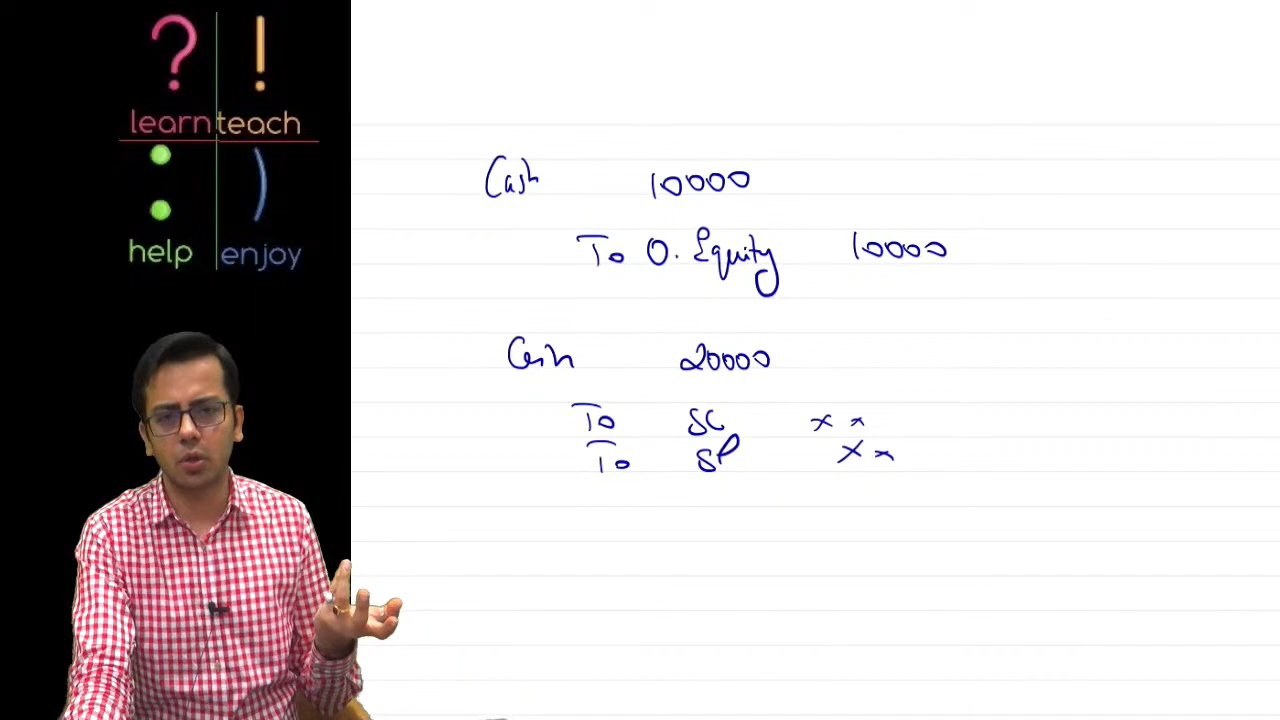 ? !
learn teach
: )
help enjoy
Cash 10000
To O. Equity 10000
Cash 20000
To SC x x
To SP x x